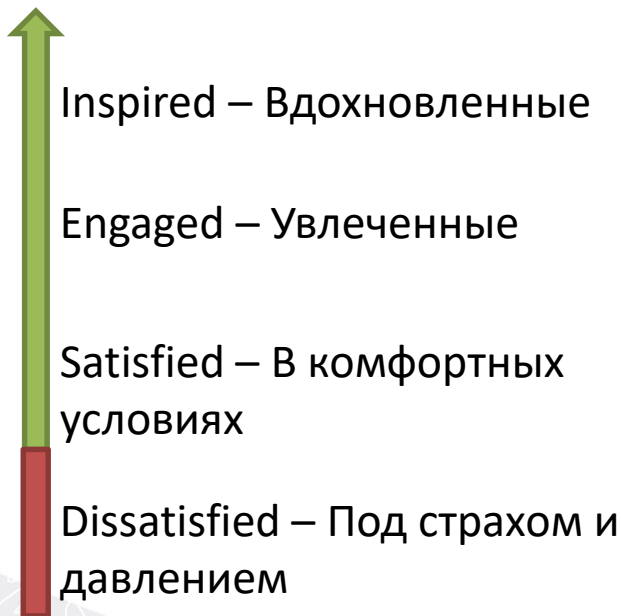 Inspired – Вдохновленные
Engaged – Увлеченные
Satisfied – В комфортных
условиях
Dissatisfied – Под страхом и
давлением